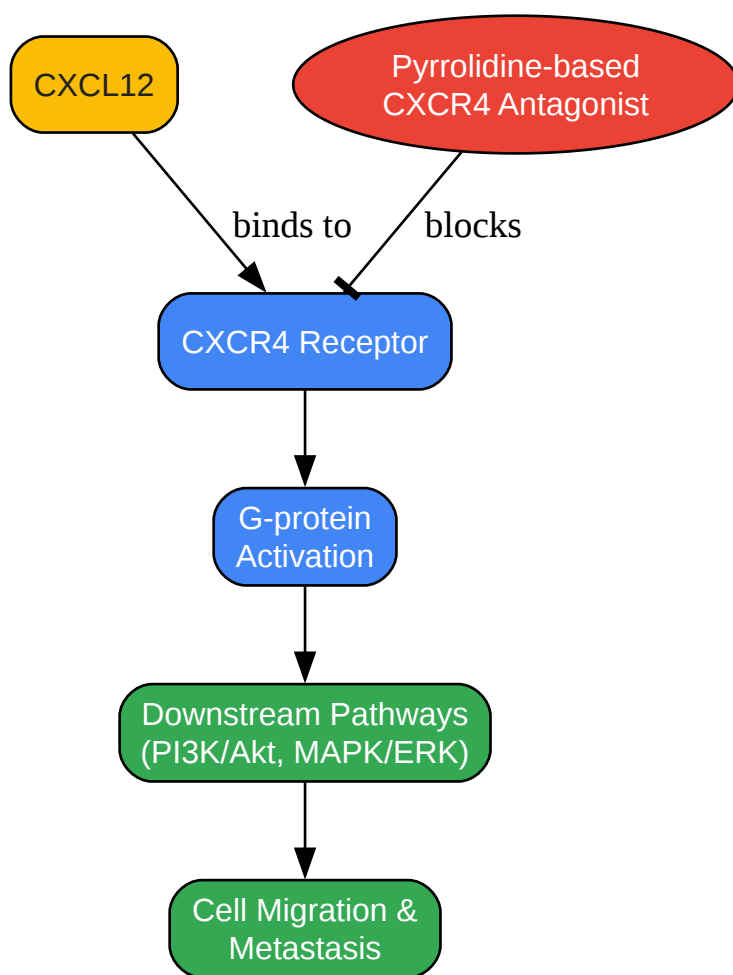 CXCL12
Pyrrolidine-based
CXCR4 Antagonist
binds to
blocks
CXCR4 Receptor
G-protein
Activation
Downstream Pathways
(PI3K/Akt, MAPK/ERK)
Cell Migration &
Metastasis